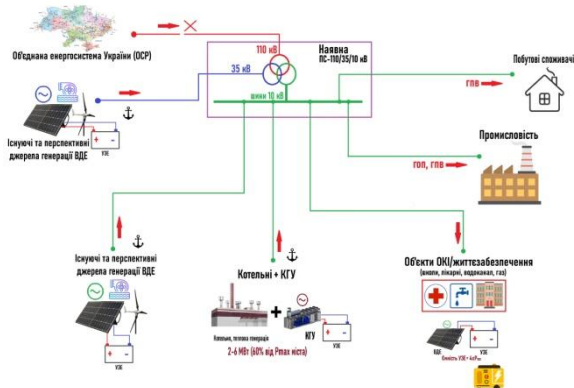 Об'єднана енергосистема України (ОСР)
110 кВ
Наявна
ПС-110/35/10 кВ
35 кВ
шини 10 кВ
Побутові споживачі
ГПВ
Існуючі та перспективні
джерела генерації ВДЕ
УЗЕ
Промисловість
ГОП, ГПВ
Існуючі та перспективні
джерела генерації ВДЕ
УЗЕ
Котельні + КГУ
Котельня, теплова генерація
КГУ
УЗЕ
2-6 МВт (60% від Pmax міста)
Об'єкти ОКІ/життєзабезпечення
(школи, лікарні, водоканал, газ)
УЗЕ